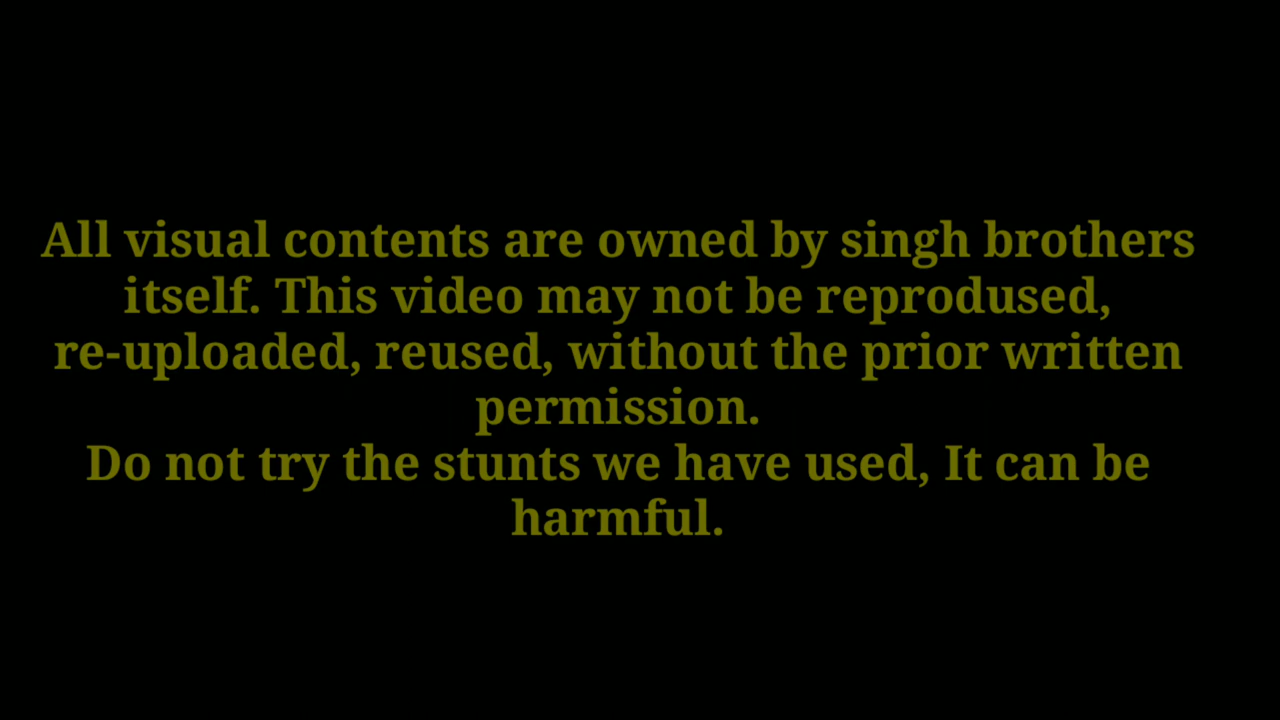 All visual contents are owned by singh brothers
itself. This video may not be reprodused,
re-uploaded, reused, without the prior written
permission.
Do not try the stunts we have used, It can be
harmful.